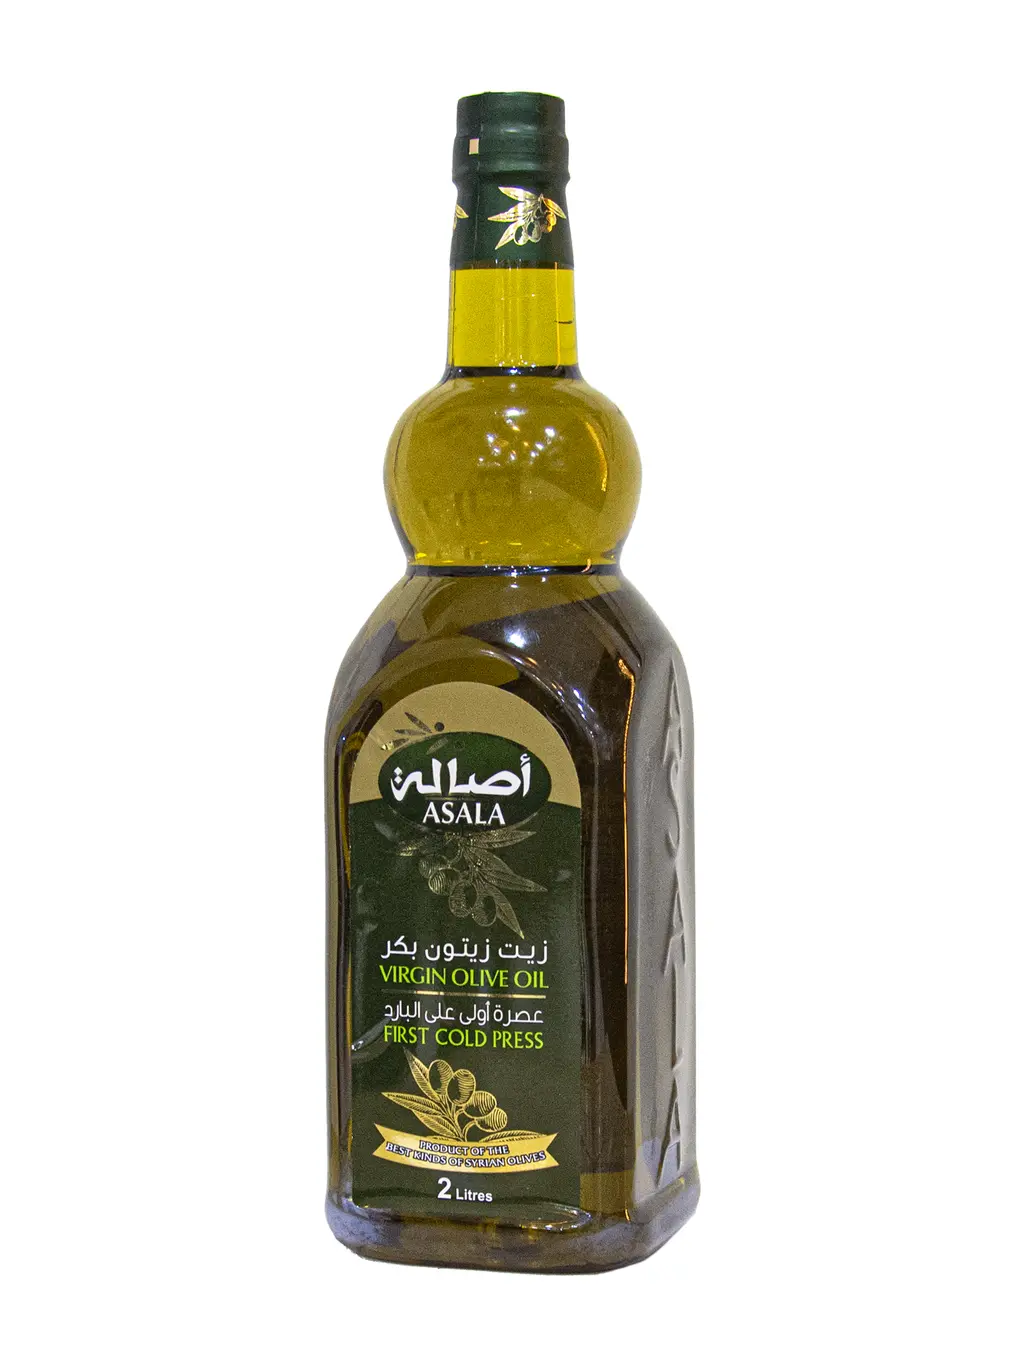 أصالة
ASALA
زيت زيتون بكر
VIRGIN OLIVE OIL
عصرة أولى على البارد
FIRST COLD PRESS
PRODUCT OF THE
BEST KINDS OF SYRIAN OLIVES
2 Litres